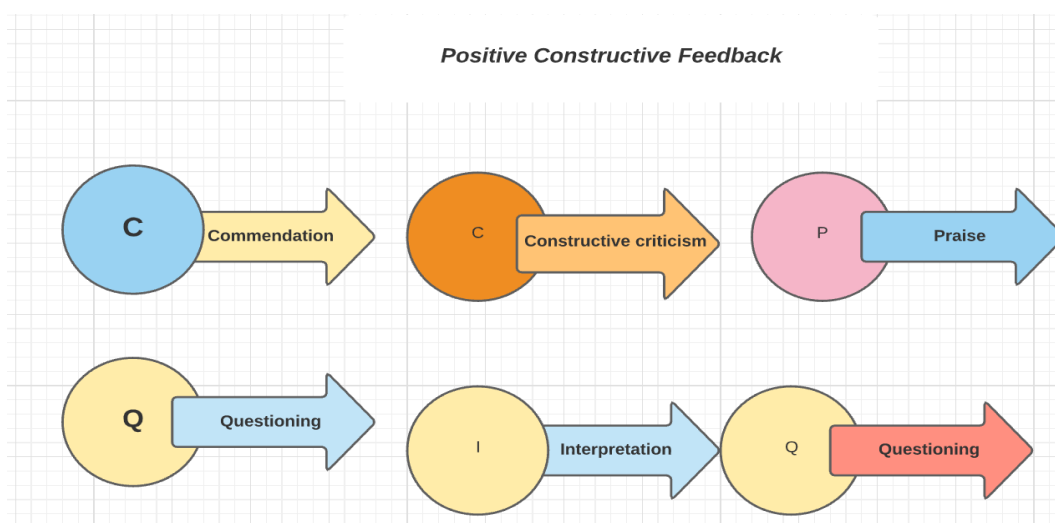 Positive Constructive Feedback
C
Commendation
C
Constructive criticism
P
Praise
Q
Questioning
I
Interpretation
Q
Questioning